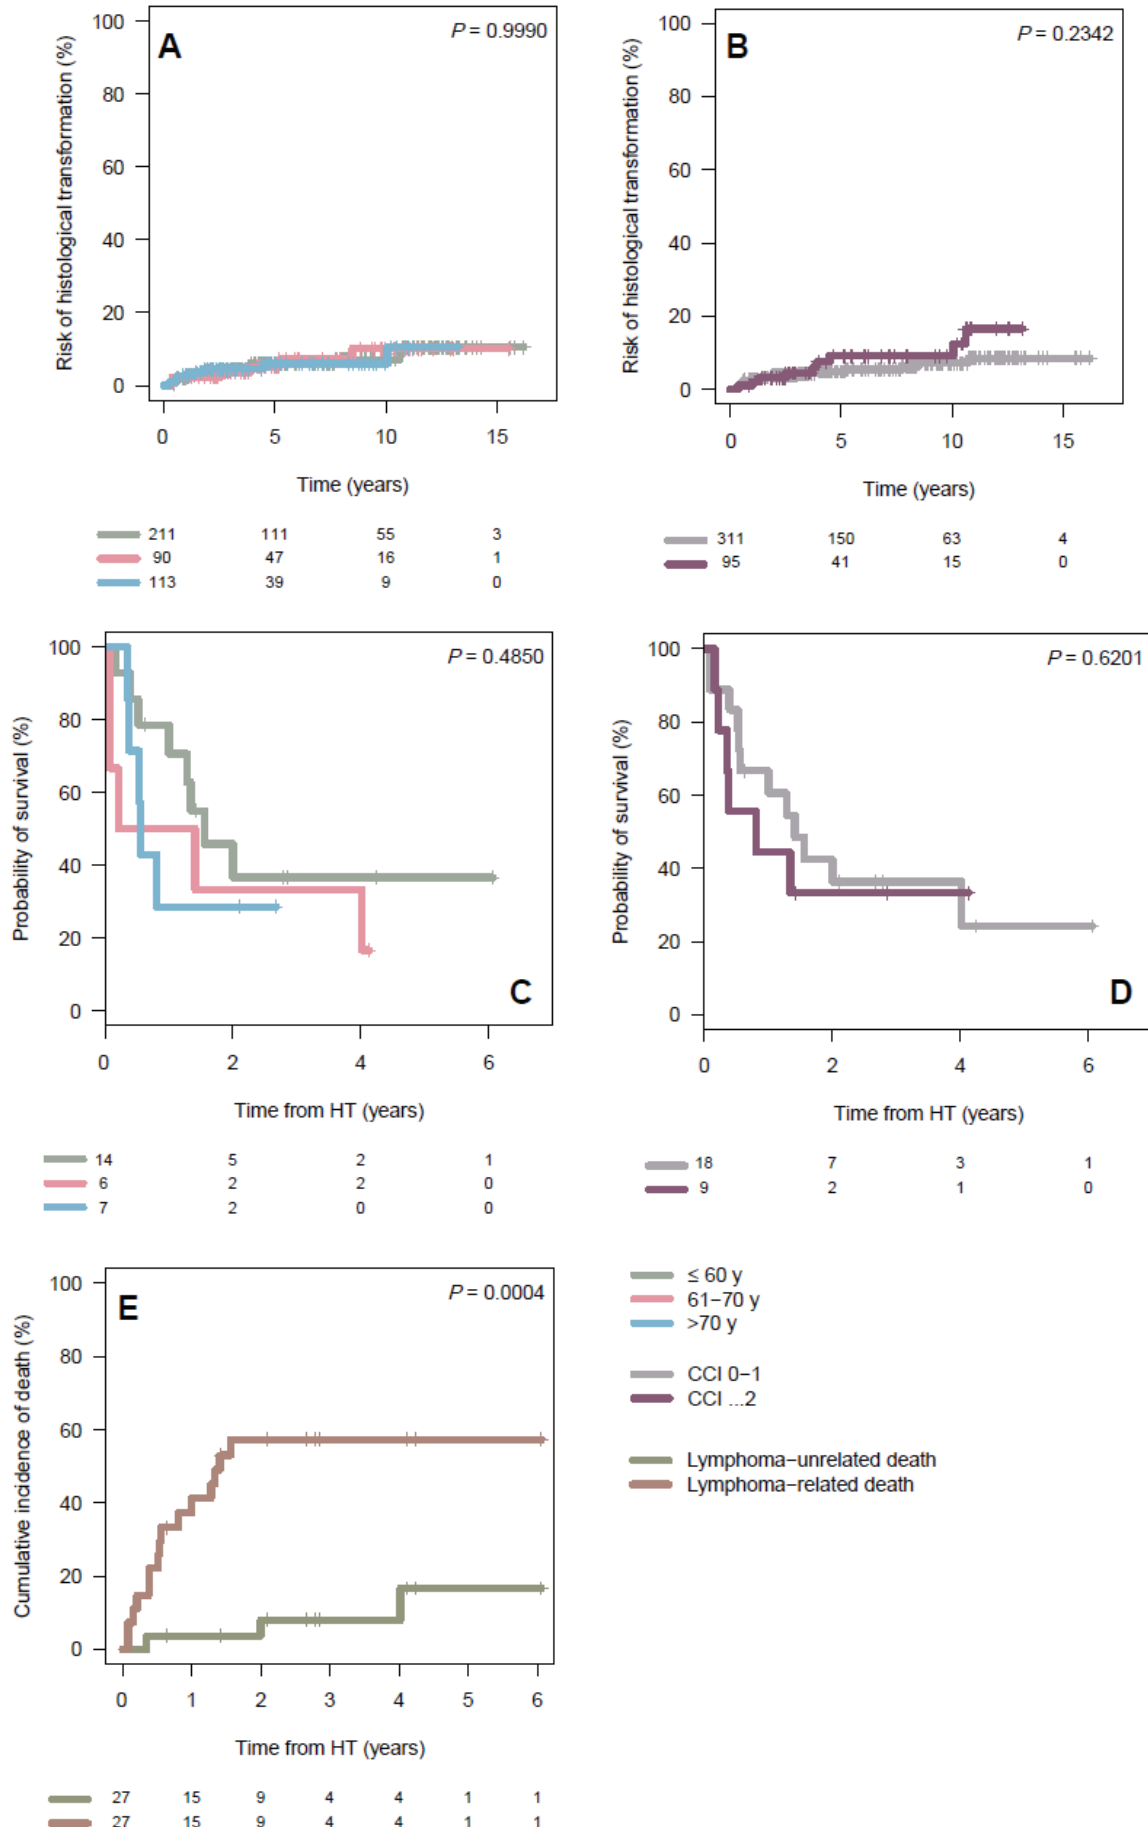 A
P = 0.9990
Risk of histological transformation (%)
100
80
60
40
20
0
0 5 10 15
Time (years)
211 111 55 3
90 47 16 1
113 39 9 0
B
P = 0.2342
Risk of histological transformation (%)
100
80
60
40
20
0
0 5 10 15
Time (years)
311 150 63 4
95 41 15 0
C
P = 0.4850
Probability of survival (%)
100
80
60
40
20
0
0 2 4 6
Time from HT (years)
14 5 2 1
6 2 2 0
7 2 0 0
D
P = 0.6201
Probability of survival (%)
100
80
60
40
20
0
0 2 4 6
Time from HT (years)
18 7 3 1
9 2 1 0
E
P = 0.0004
Cumulative incidence of death (%)
100
80
60
40
20
0
0 1 2 3 4 5 6
Time from HT (years)
27 15 9 4 4 1 1
27 15 9 4 4 1 1
≤ 60 y
61−70 y
>70 y
CCI 0−1
CCI ...2
Lymphoma−unrelated death
Lymphoma−related death